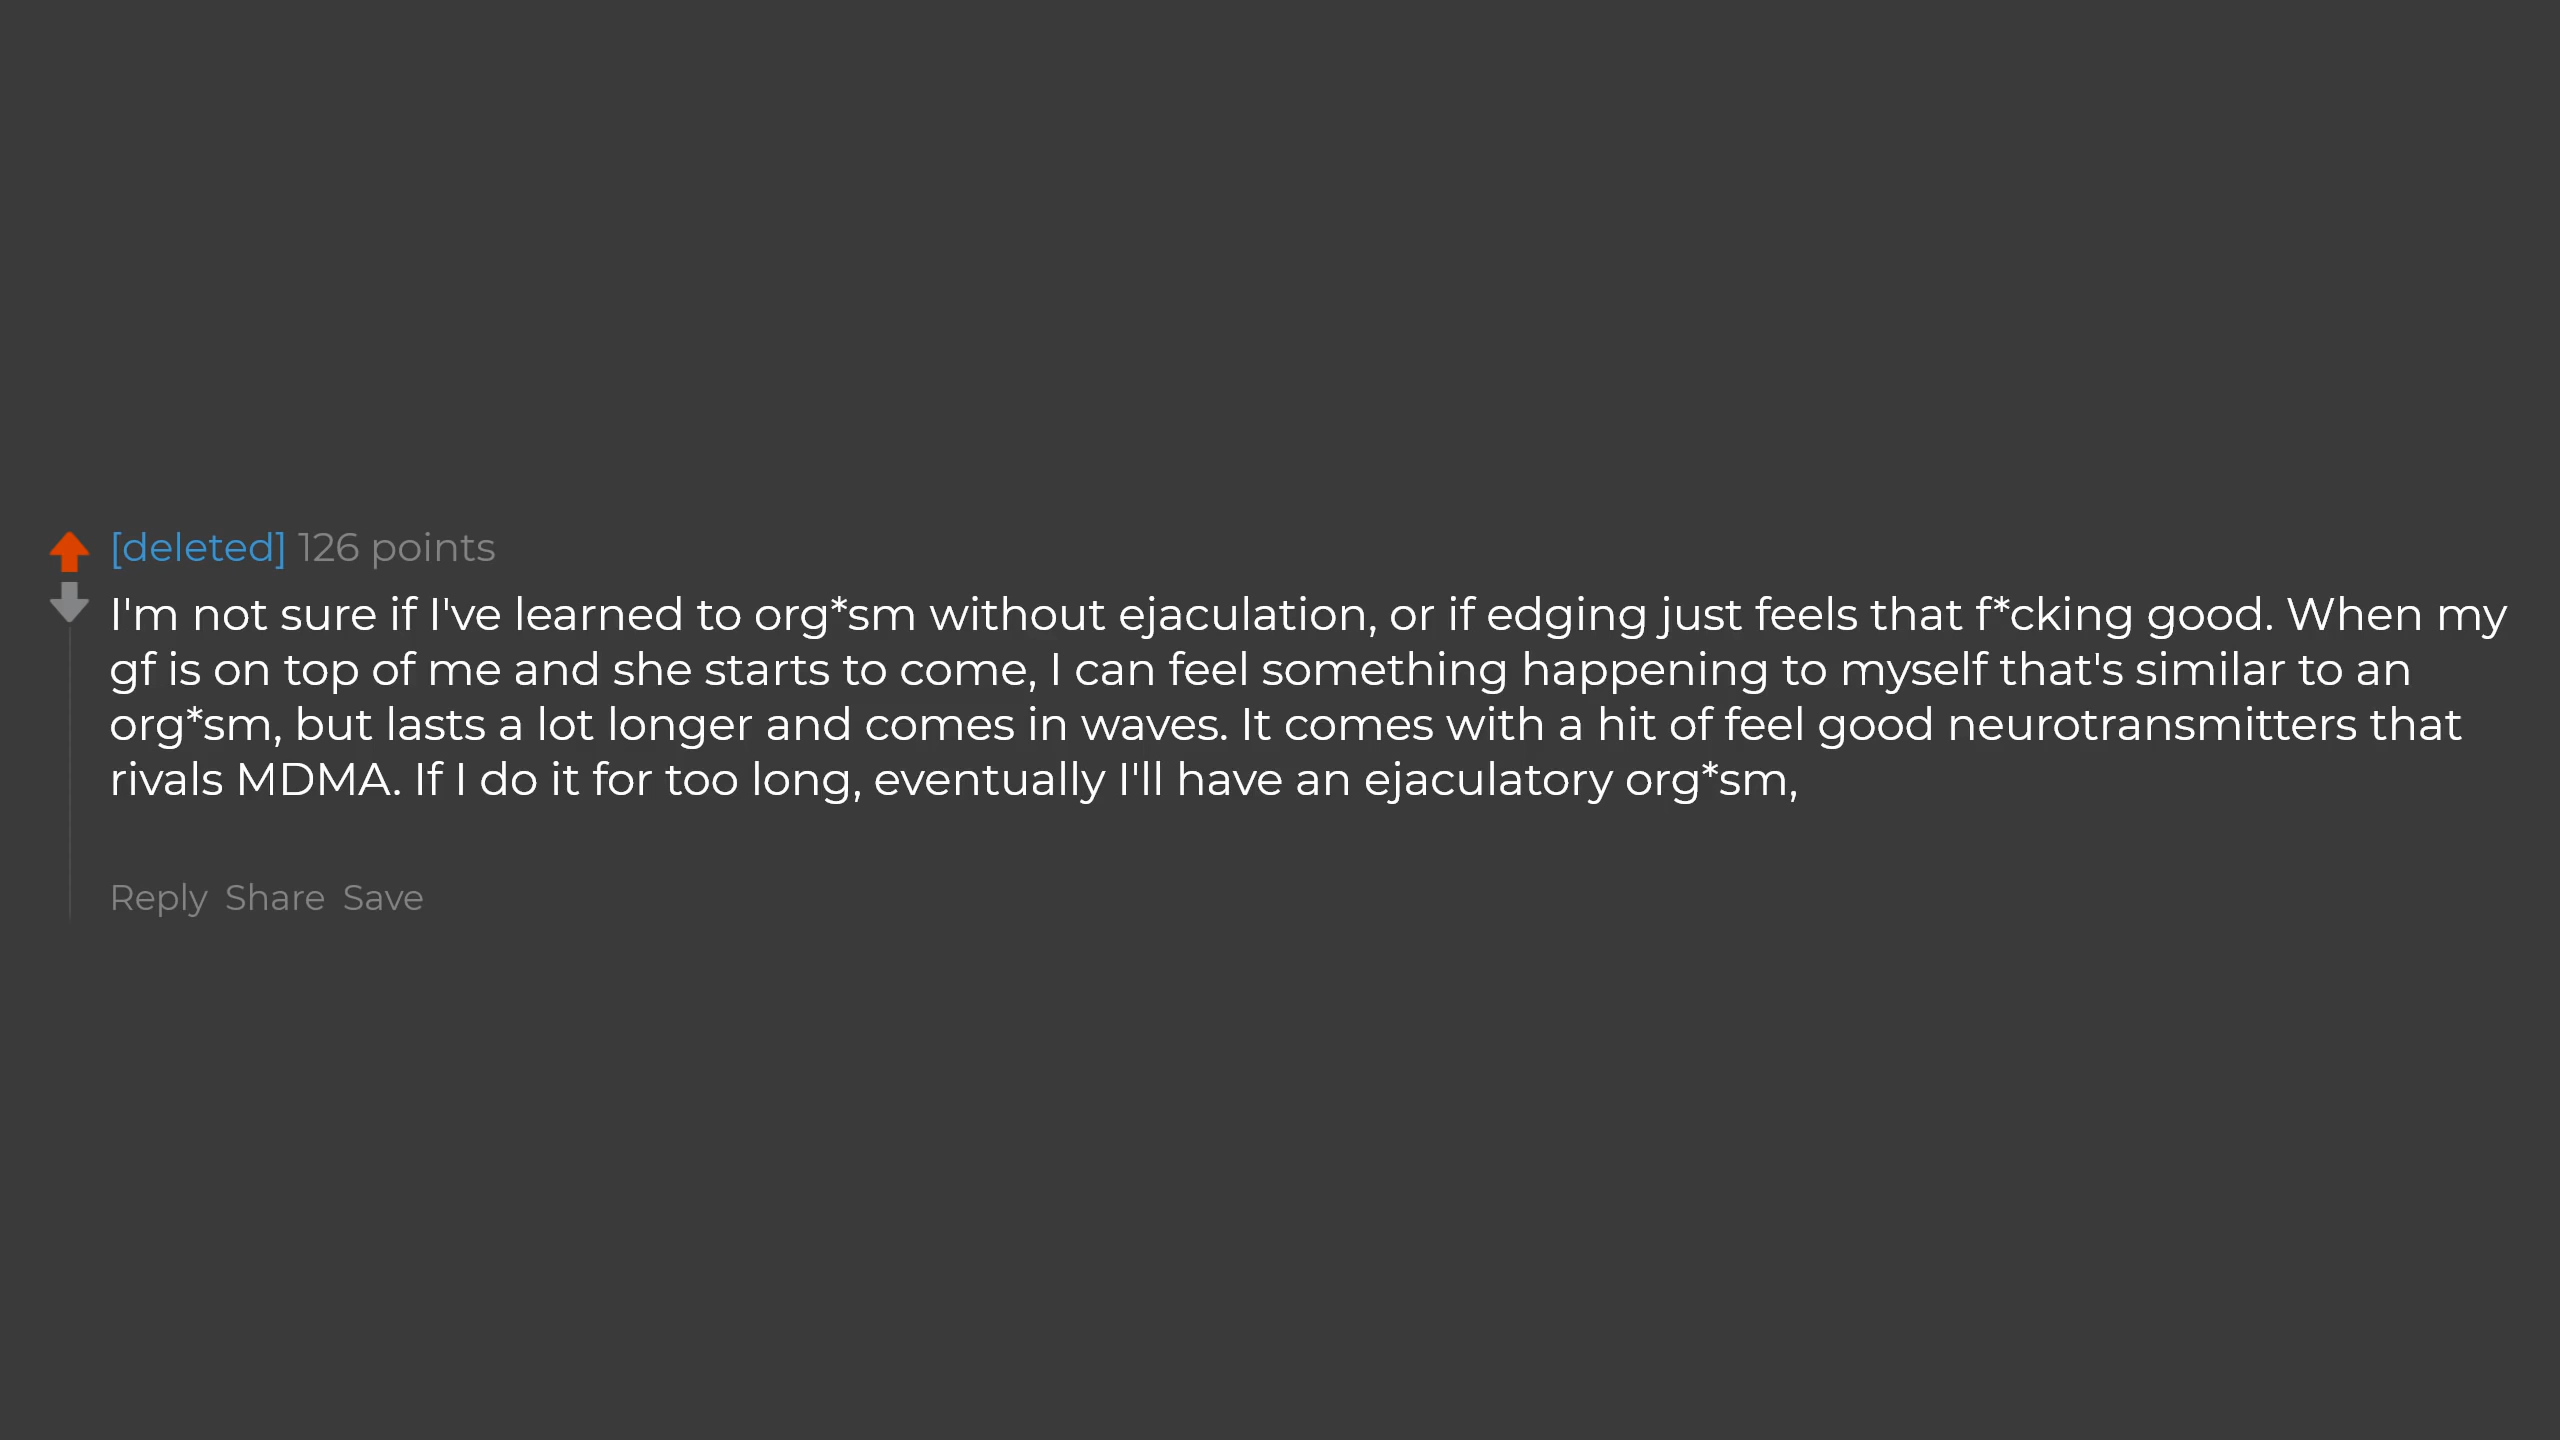 [deleted] 126 points
I'm not sure if I've learned to org*sm without ejaculation, or if edging just feels that f*cking good. When my
gf is on top of me and she starts to come, I can feel something happening to myself that's similar to an
org*sm, but lasts a lot longer and comes in waves. It comes with a hit of feel good neurotransmitters that
rivals MDMA. If I do it for too long, eventually I'll have an ejaculatory org*sm,
Reply Share Save